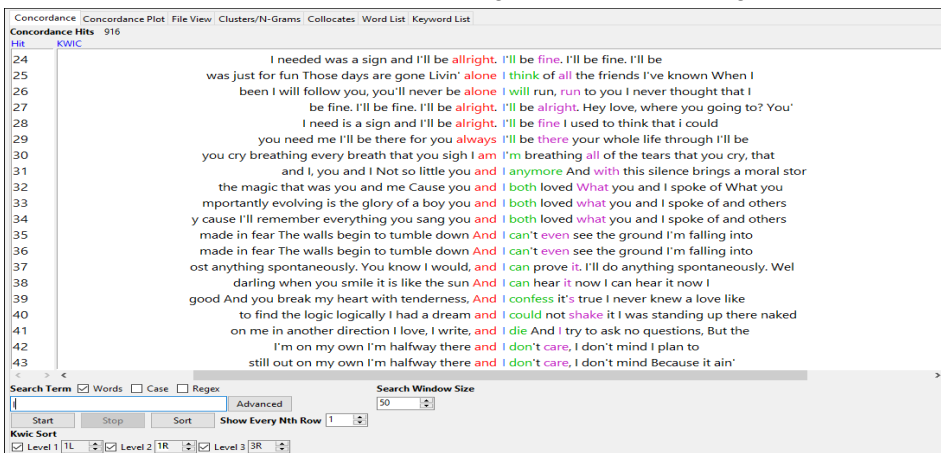 Concordance Concordance Plot File View Clusters/N-Grams Collocates Word List Keyword List
Concordance Hits 916
Hit KWIC
24 I needed was a sign and I'll be allright. I'll be fine. I'll be fine. I'll be
25 was just for fun Those days are gone Livin' alone I think of all the friends I've known When I
26 been I will follow you, you'll never be alone I will run, run to you I never thought that I
27 be fine. I'll be fine. I'll be alright. I'll be alright. Hey love, where you going to? You'
28 I need is a sign and I'll be alright. I'll be fine I used to think that i could
29 you need me I'll be there for you always I'll be there your whole life through I'll be
30 you cry breathing every breath that you sigh I am I'm breathing all of the tears that you cry, that
31 and I, you and I Not so little you and I anymore And with this silence brings a moral stor
32 the magic that was you and me Cause you and I both loved What you and I spoke of What you
33 mportantly evolving is the glory of a boy you and I both loved what you and I spoke of and others
34 y cause I'll remember everything you sang you and I both loved what you and I spoke of and others
35 made in fear The walls begin to tumble down And I can't even see the ground I'm falling into
36 made in fear The walls begin to tumble down And I can't even see the ground I'm falling into
37 ost anything spontaneously. You know I would, and I can prove it. I'll do anything spontaneously. Wel
38 darling when you smile it is like the sun And I can hear it now I can hear it now I
39 good And you break my heart with tenderness, And I confess it's true I never knew a love like
40 to find the logic logically I had a dream and I could not shake it I was standing up there naked
41 on me in another direction I love, I write, and I die And I try to ask no questions, But the
42 I'm on my own I'm halfway there and I don't care, I don't mind I plan to
43 still out on my own I'm halfway there and I don't care, I don't mind Because it ain'
Search Term Words Case Regex Search Window Size
I Advanced 50
Start Stop Sort Show Every Nth Row 1
Kwic Sort
Level 1 1L Level 2 1R Level 3 3R